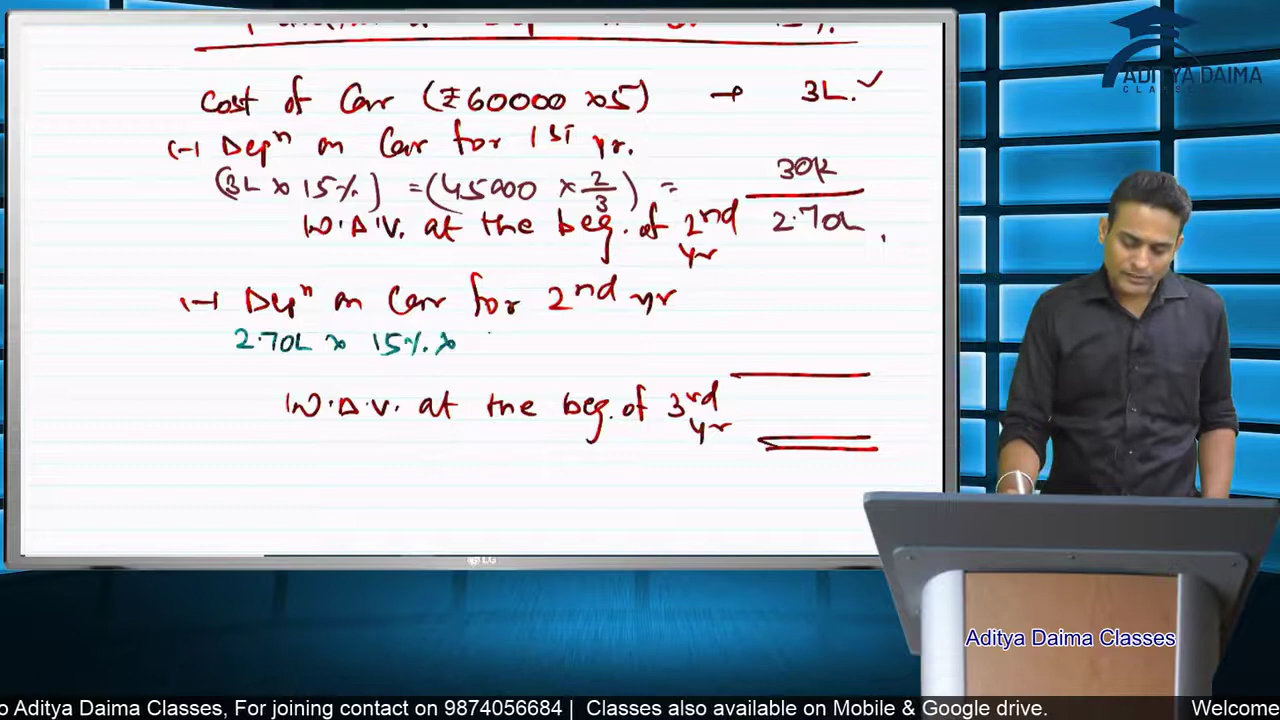 15%.
Cost of Car (₹60000 x5) → 3L. ✓
(-) Depⁿ on Car for 1st yr.
(3L x 15%) = (45000 x 2/3) = 30K
W.D.V. at the beg. of 2nd yr 2.70L
(-) Depⁿ on Car for 2nd yr
2.70L x 15% x
W.D.V. at the beg. of 3rd yr
LG
ADITYA DAIMA
CLASSES
Aditya Daima Classes
o Aditya Daima Classes, For joining contact on 9874056684 | Classes also available on Mobile & Google drive. Welcome